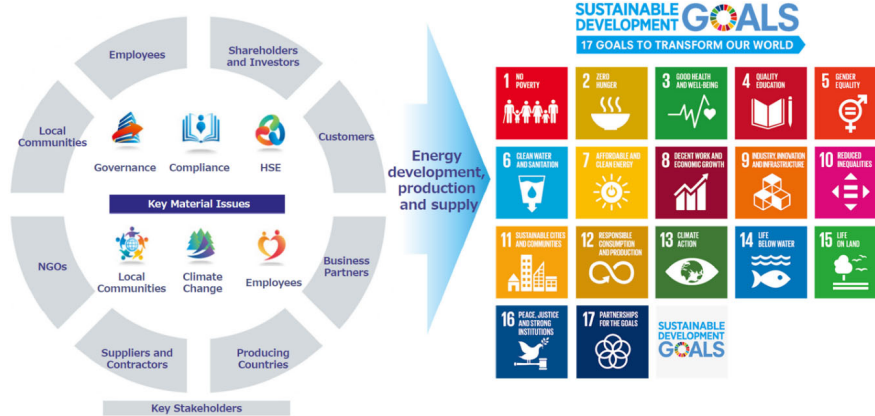 Employees
Shareholders
and Investors
Local
Communities
Customers
Governance
Compliance
HSE
Key Material Issues
Local
Communities
Climate
Change
Employees
NGOs
Business
Partners
Suppliers and
Contractors
Producing
Countries
Key Stakeholders
Energy
development,
production
and supply
SUSTAINABLE
DEVELOPMENT
GOALS
17 GOALS TO TRANSFORM OUR WORLD
1 NO
POVERTY
2 ZERO
HUNGER
3 GOOD HEALTH
AND WELL-BEING
4 QUALITY
EDUCATION
5 GENDER
EQUALITY
6 CLEAN WATER
AND SANITATION
7 AFFORDABLE AND
CLEAN ENERGY
8 DECENT WORK AND
ECONOMIC GROWTH
9 INDUSTRY, INNOVATION
AND INFRASTRUCTURE
10 REDUCED
INEQUALITIES
11 SUSTAINABLE CITIES
AND COMMUNITIES
12 RESPONSIBLE
CONSUMPTION
AND PRODUCTION
13 CLIMATE
ACTION
14 LIFE
BELOW WATER
15 LIFE
ON LAND
16 PEACE, JUSTICE
AND STRONG
INSTITUTIONS
17 PARTNERSHIPS
FOR THE GOALS
SUSTAINABLE
DEVELOPMENT
GOALS